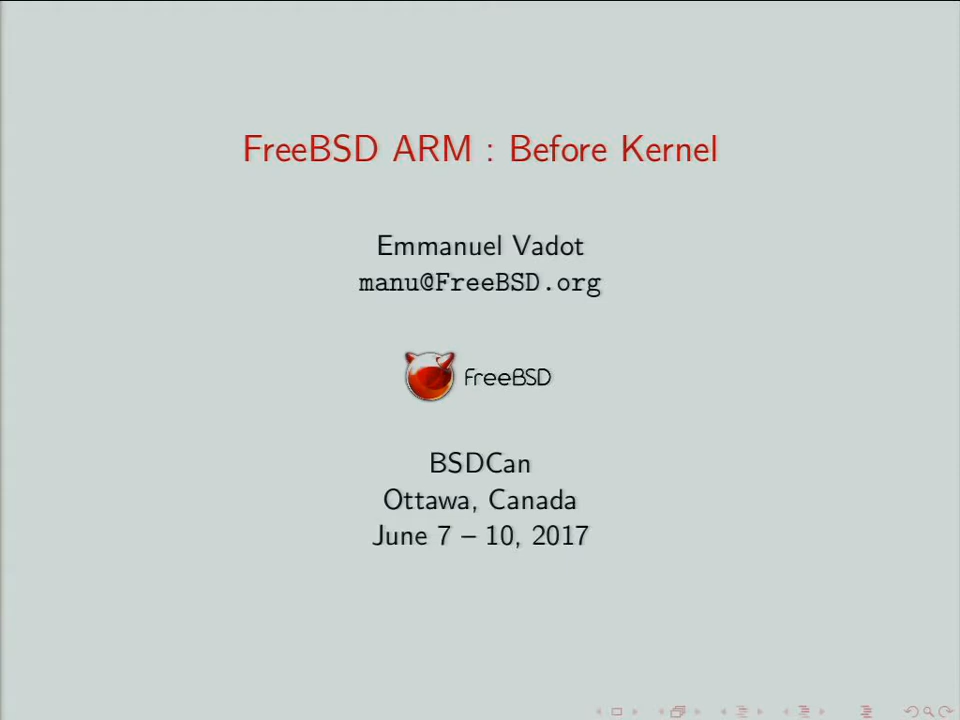 FreeBSD ARM : Before Kernel
Emmanuel Vadot
manu@FreeBSD.org
FreeBSD
BSDCan
Ottawa, Canada
June 7 – 10, 2017